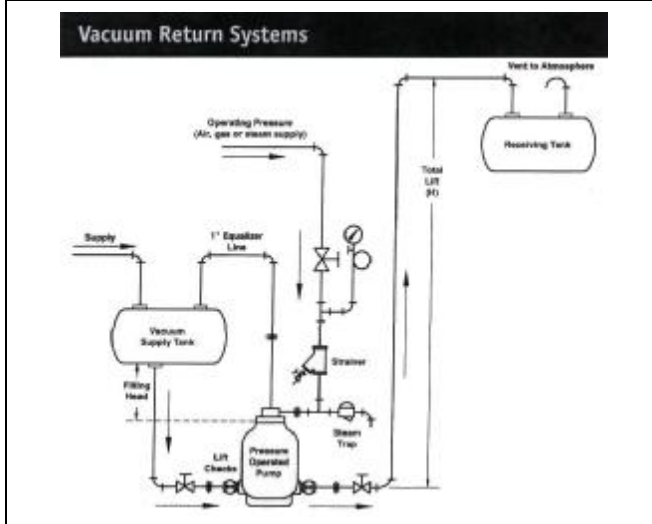 Vacuum Return Systems
Vent to Atmosphere
Operating Pressure
(Air, gas or steam supply)
Receiving Tank
Total
Lift
(H)
Supply
1" Equalizer
Line
Vacuum
Supply Tank
Filling
Head
Strainer
Steam
Trap
Lift
Checks
Pressure
Operated
Pump